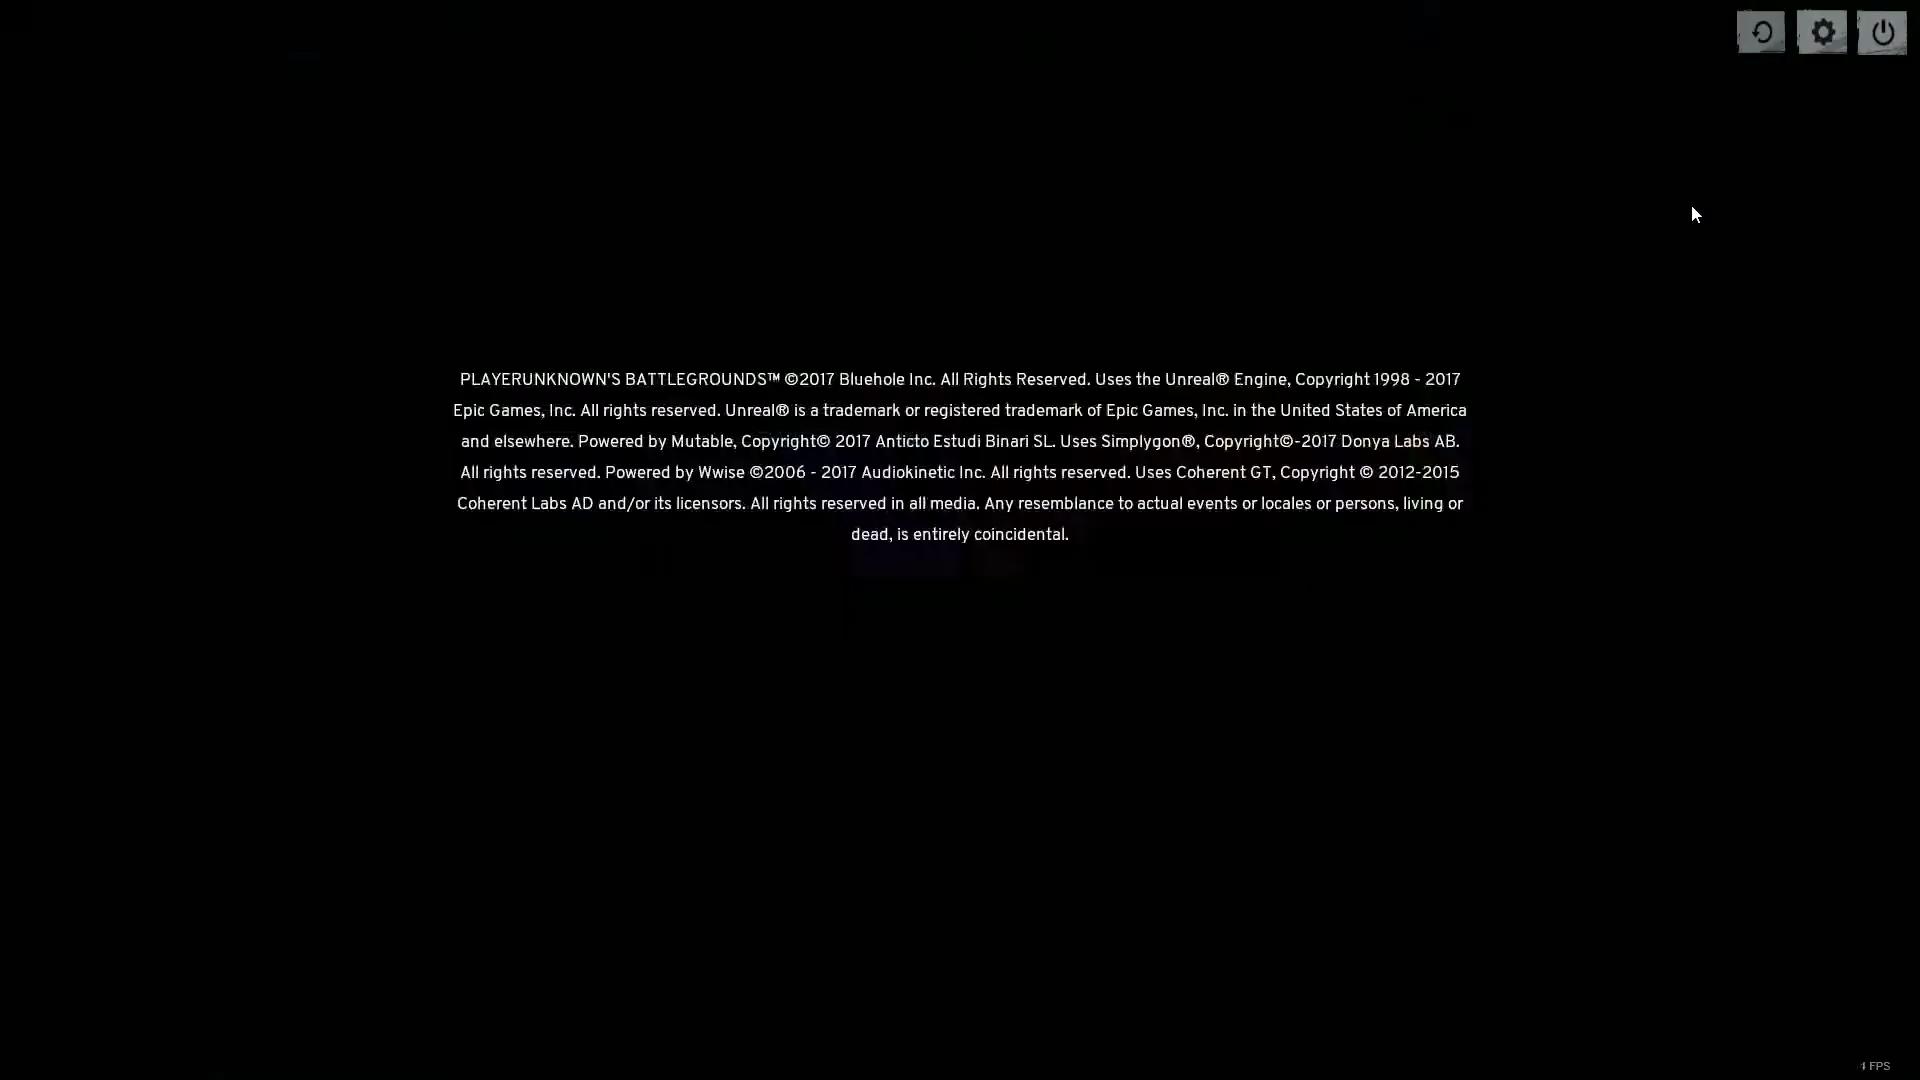 PLAYERUNKNOWN'S BATTLEGROUNDS™ ©2017 Bluehole Inc. All Rights Reserved. Uses the Unreal® Engine, Copyright 1998 - 2017
Epic Games, Inc. All rights reserved. Unreal® is a trademark or registered trademark of Epic Games, Inc. in the United States of America
and elsewhere. Powered by Mutable, Copyright© 2017 Anticto Estudi Binari SL. Uses Simplygon®, Copyright©-2017 Donya Labs AB.
All rights reserved. Powered by Wwise ©2006 - 2017 Audiokinetic Inc. All rights reserved. Uses Coherent GT, Copyright © 2012-2015
Coherent Labs AD and/or its licensors. All rights reserved in all media. Any resemblance to actual events or locales or persons, living or
dead, is entirely coincidental.
FPS